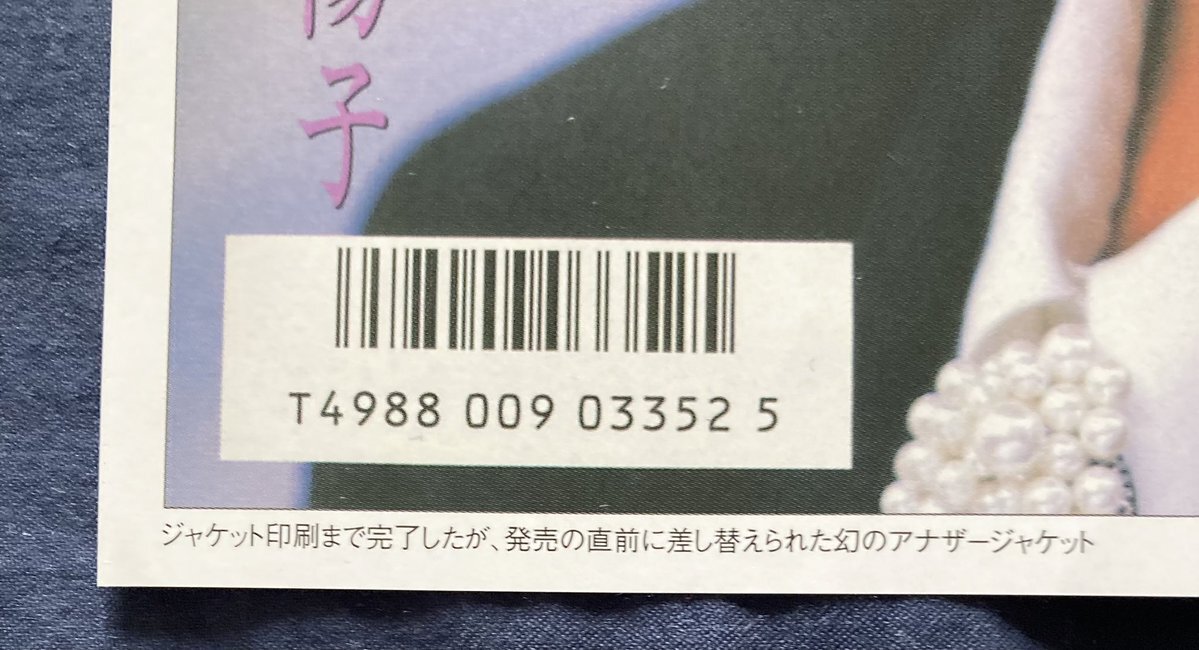 子
T4988 009 03352 5
ジャケット印刷まで完了したが、発売の直前に差し替えられた幻のアナザージャケット